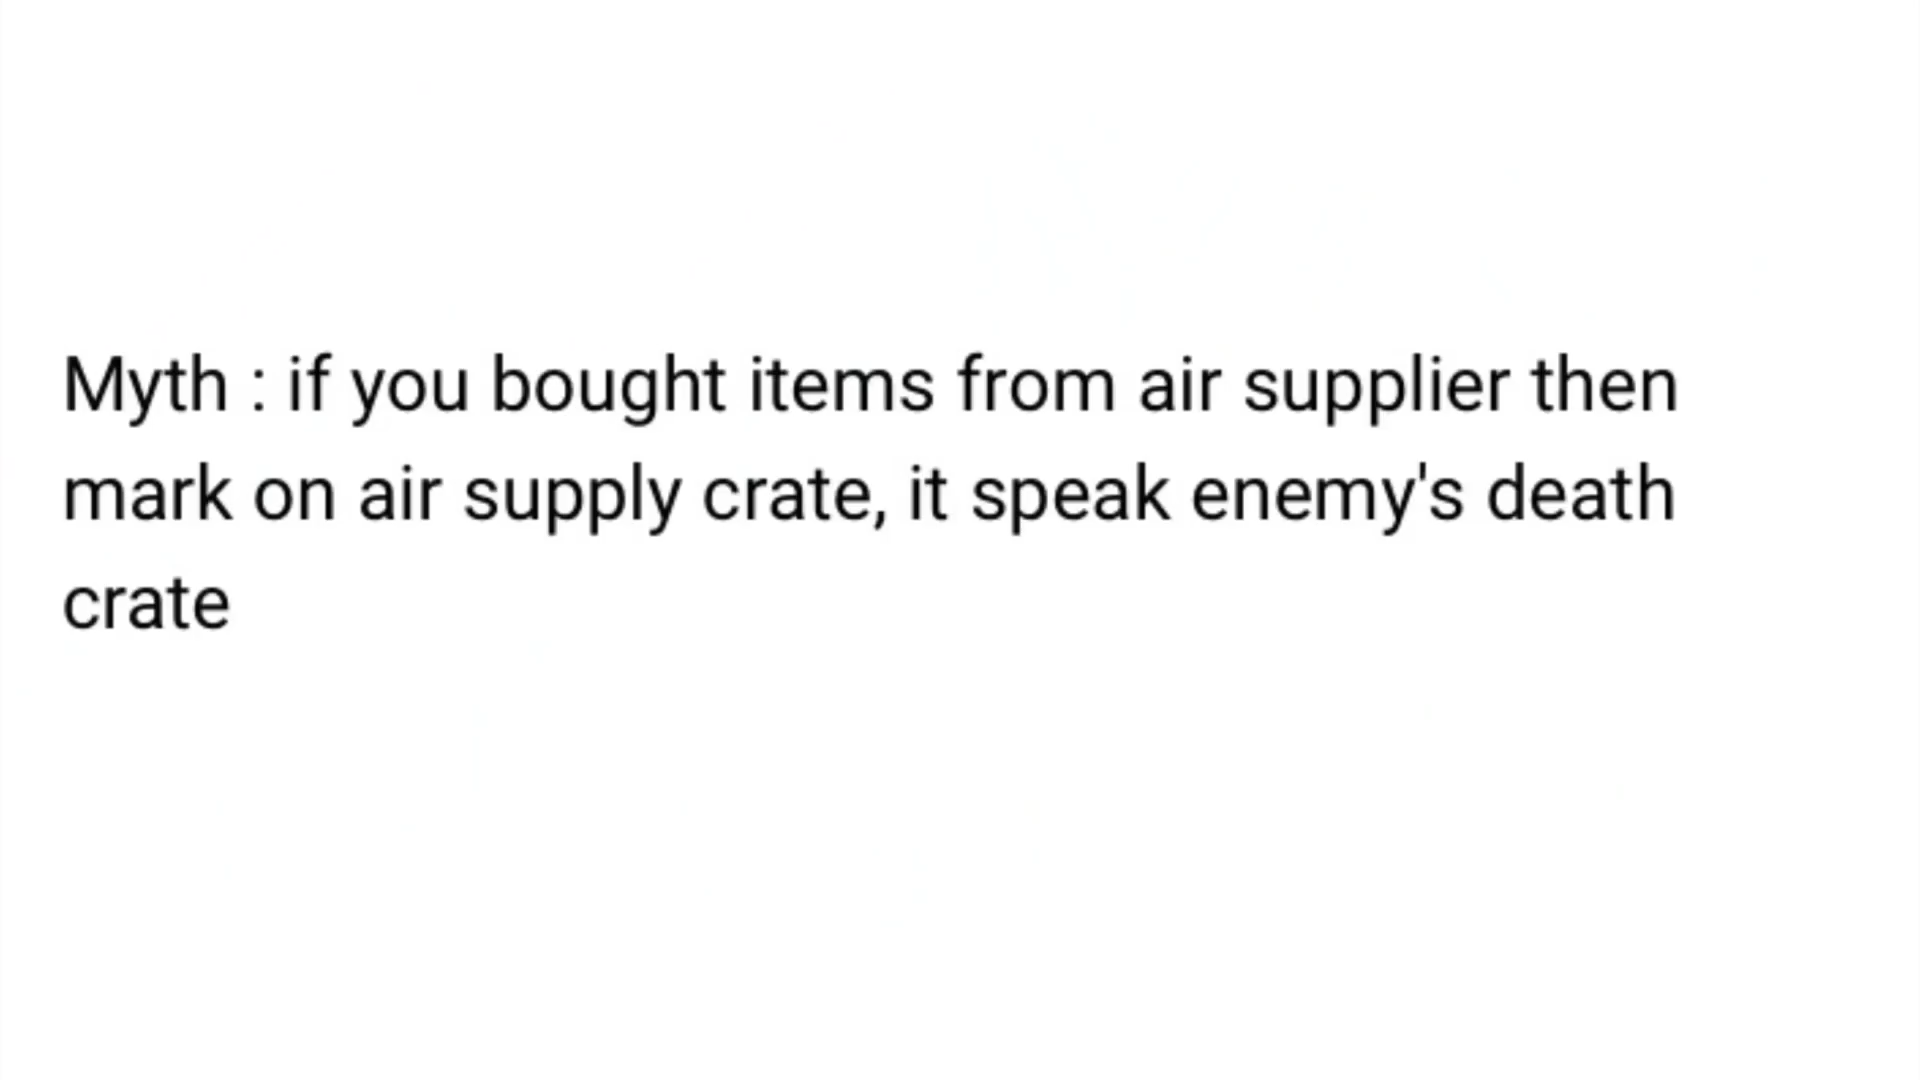 Myth : if you bought items from air supplier then
mark on air supply crate, it speak enemy's death
crate